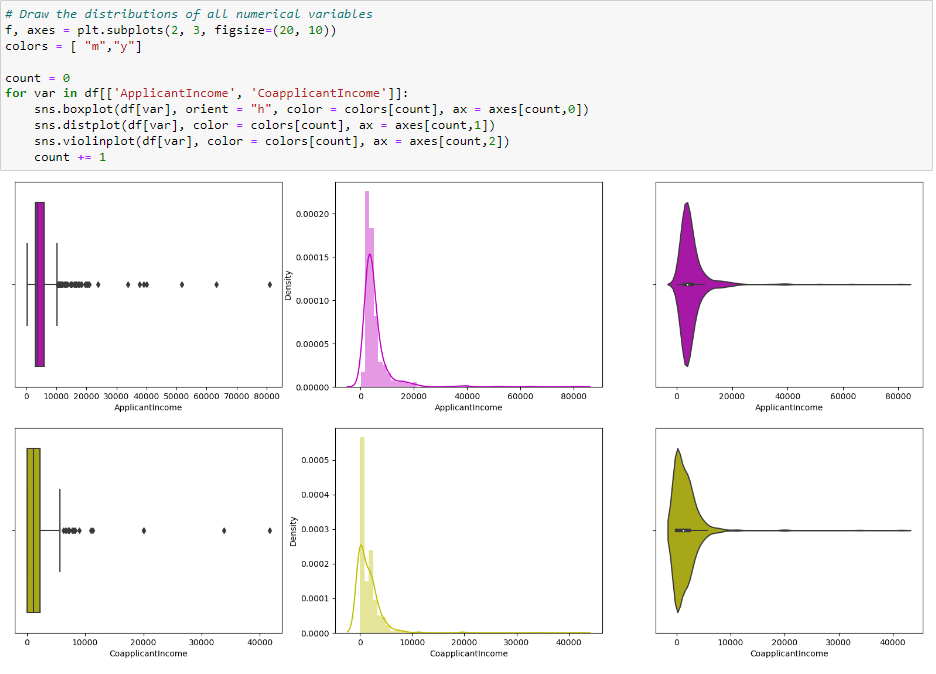 # Draw the distributions of all numerical variables
f, axes = plt.subplots(2, 3, figsize=(20, 10))
colors = [ "m","y"]
count = 0
for var in df[['ApplicantIncome', 'CoapplicantIncome']]:
    sns.boxplot(df[var], orient = "h", color = colors[count], ax = axes[count,0])
    sns.distplot(df[var], color = colors[count], ax = axes[count,1])
    sns.violinplot(df[var], color = colors[count], ax = axes[count,2])
    count += 1
0 10000 20000 30000 40000 50000 60000 70000 80000
ApplicantIncome
0.00020
0.00015
0.00010
0.00005
0.00000
Density
0 20000 40000 60000 80000
ApplicantIncome
0 20000 40000 60000 80000
ApplicantIncome
0 10000 20000 30000 40000
CoapplicantIncome
0.0005
0.0004
0.0003
0.0002
0.0001
0.0000
Density
0 10000 20000 30000 40000
CoapplicantIncome
0 10000 20000 30000 40000
CoapplicantIncome